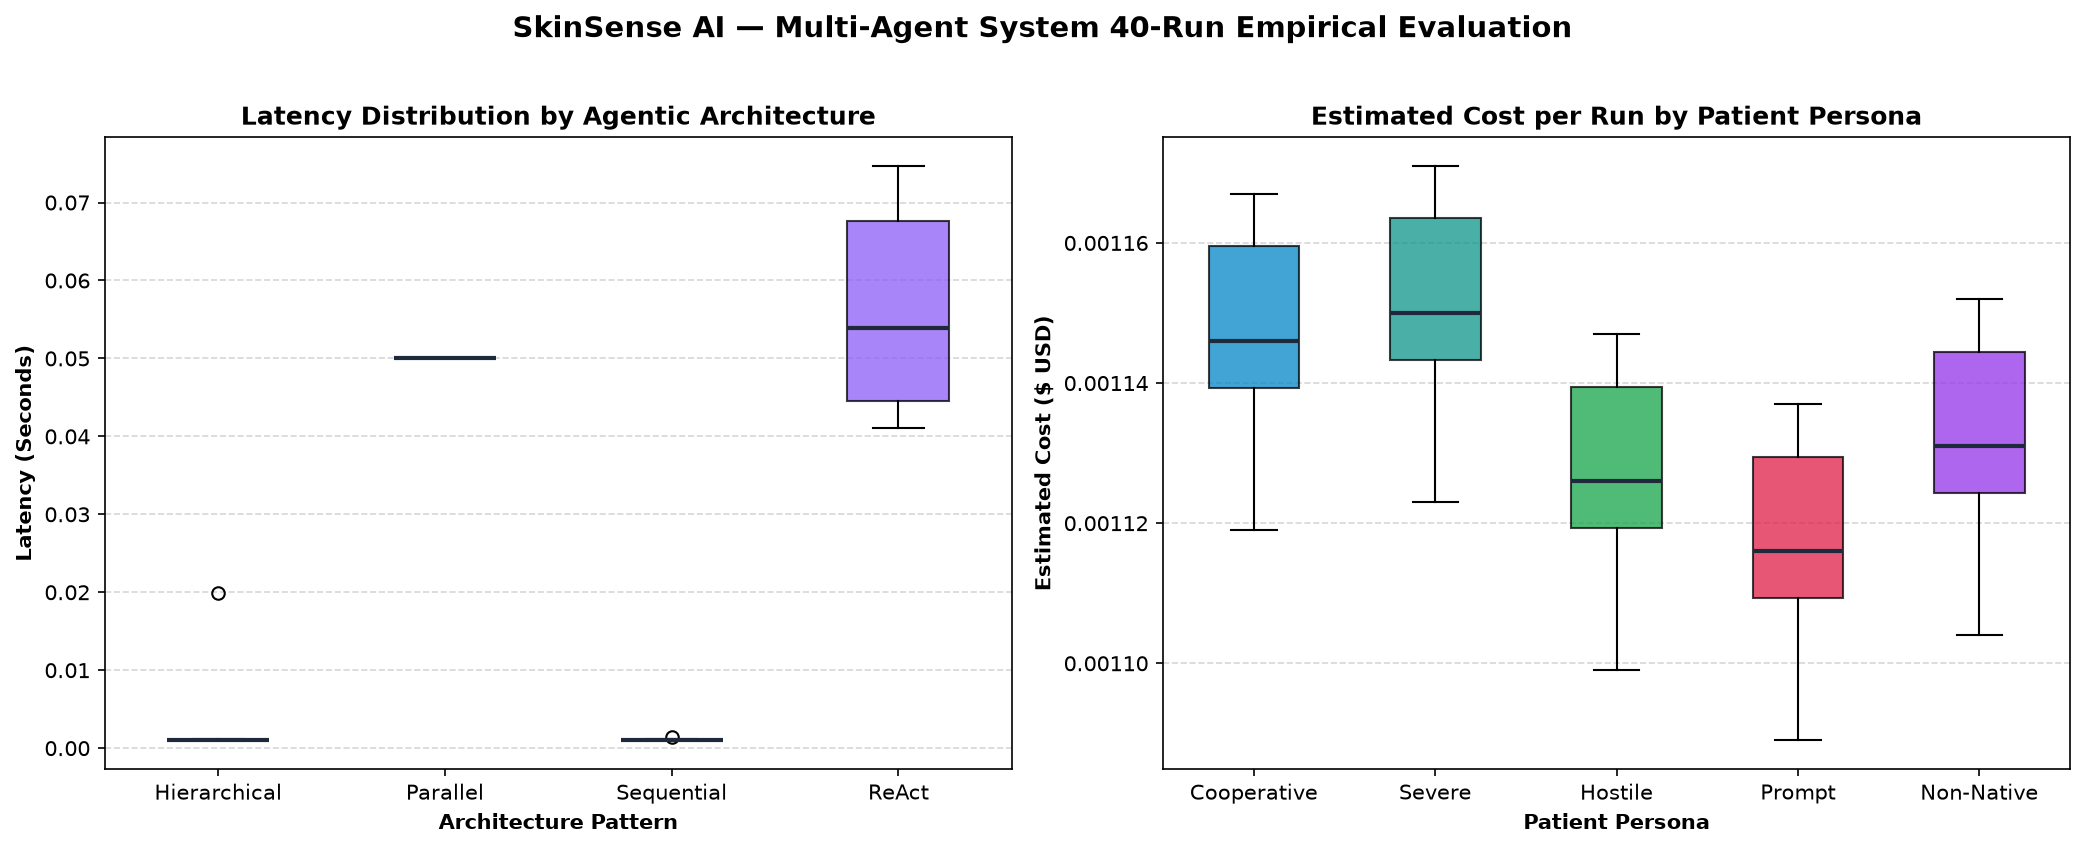 SkinSense AI — Multi-Agent System 40-Run Empirical Evaluation
Latency Distribution by Agentic Architecture
Latency (Seconds)
0.07
0.06
0.05
0.04
0.03
0.02
0.01
0.00
Hierarchical
Parallel
Sequential
ReAct
Architecture Pattern
Estimated Cost per Run by Patient Persona
Estimated Cost ($ USD)
0.00116
0.00114
0.00112
0.00110
Cooperative
Severe
Hostile
Prompt
Non-Native
Patient Persona